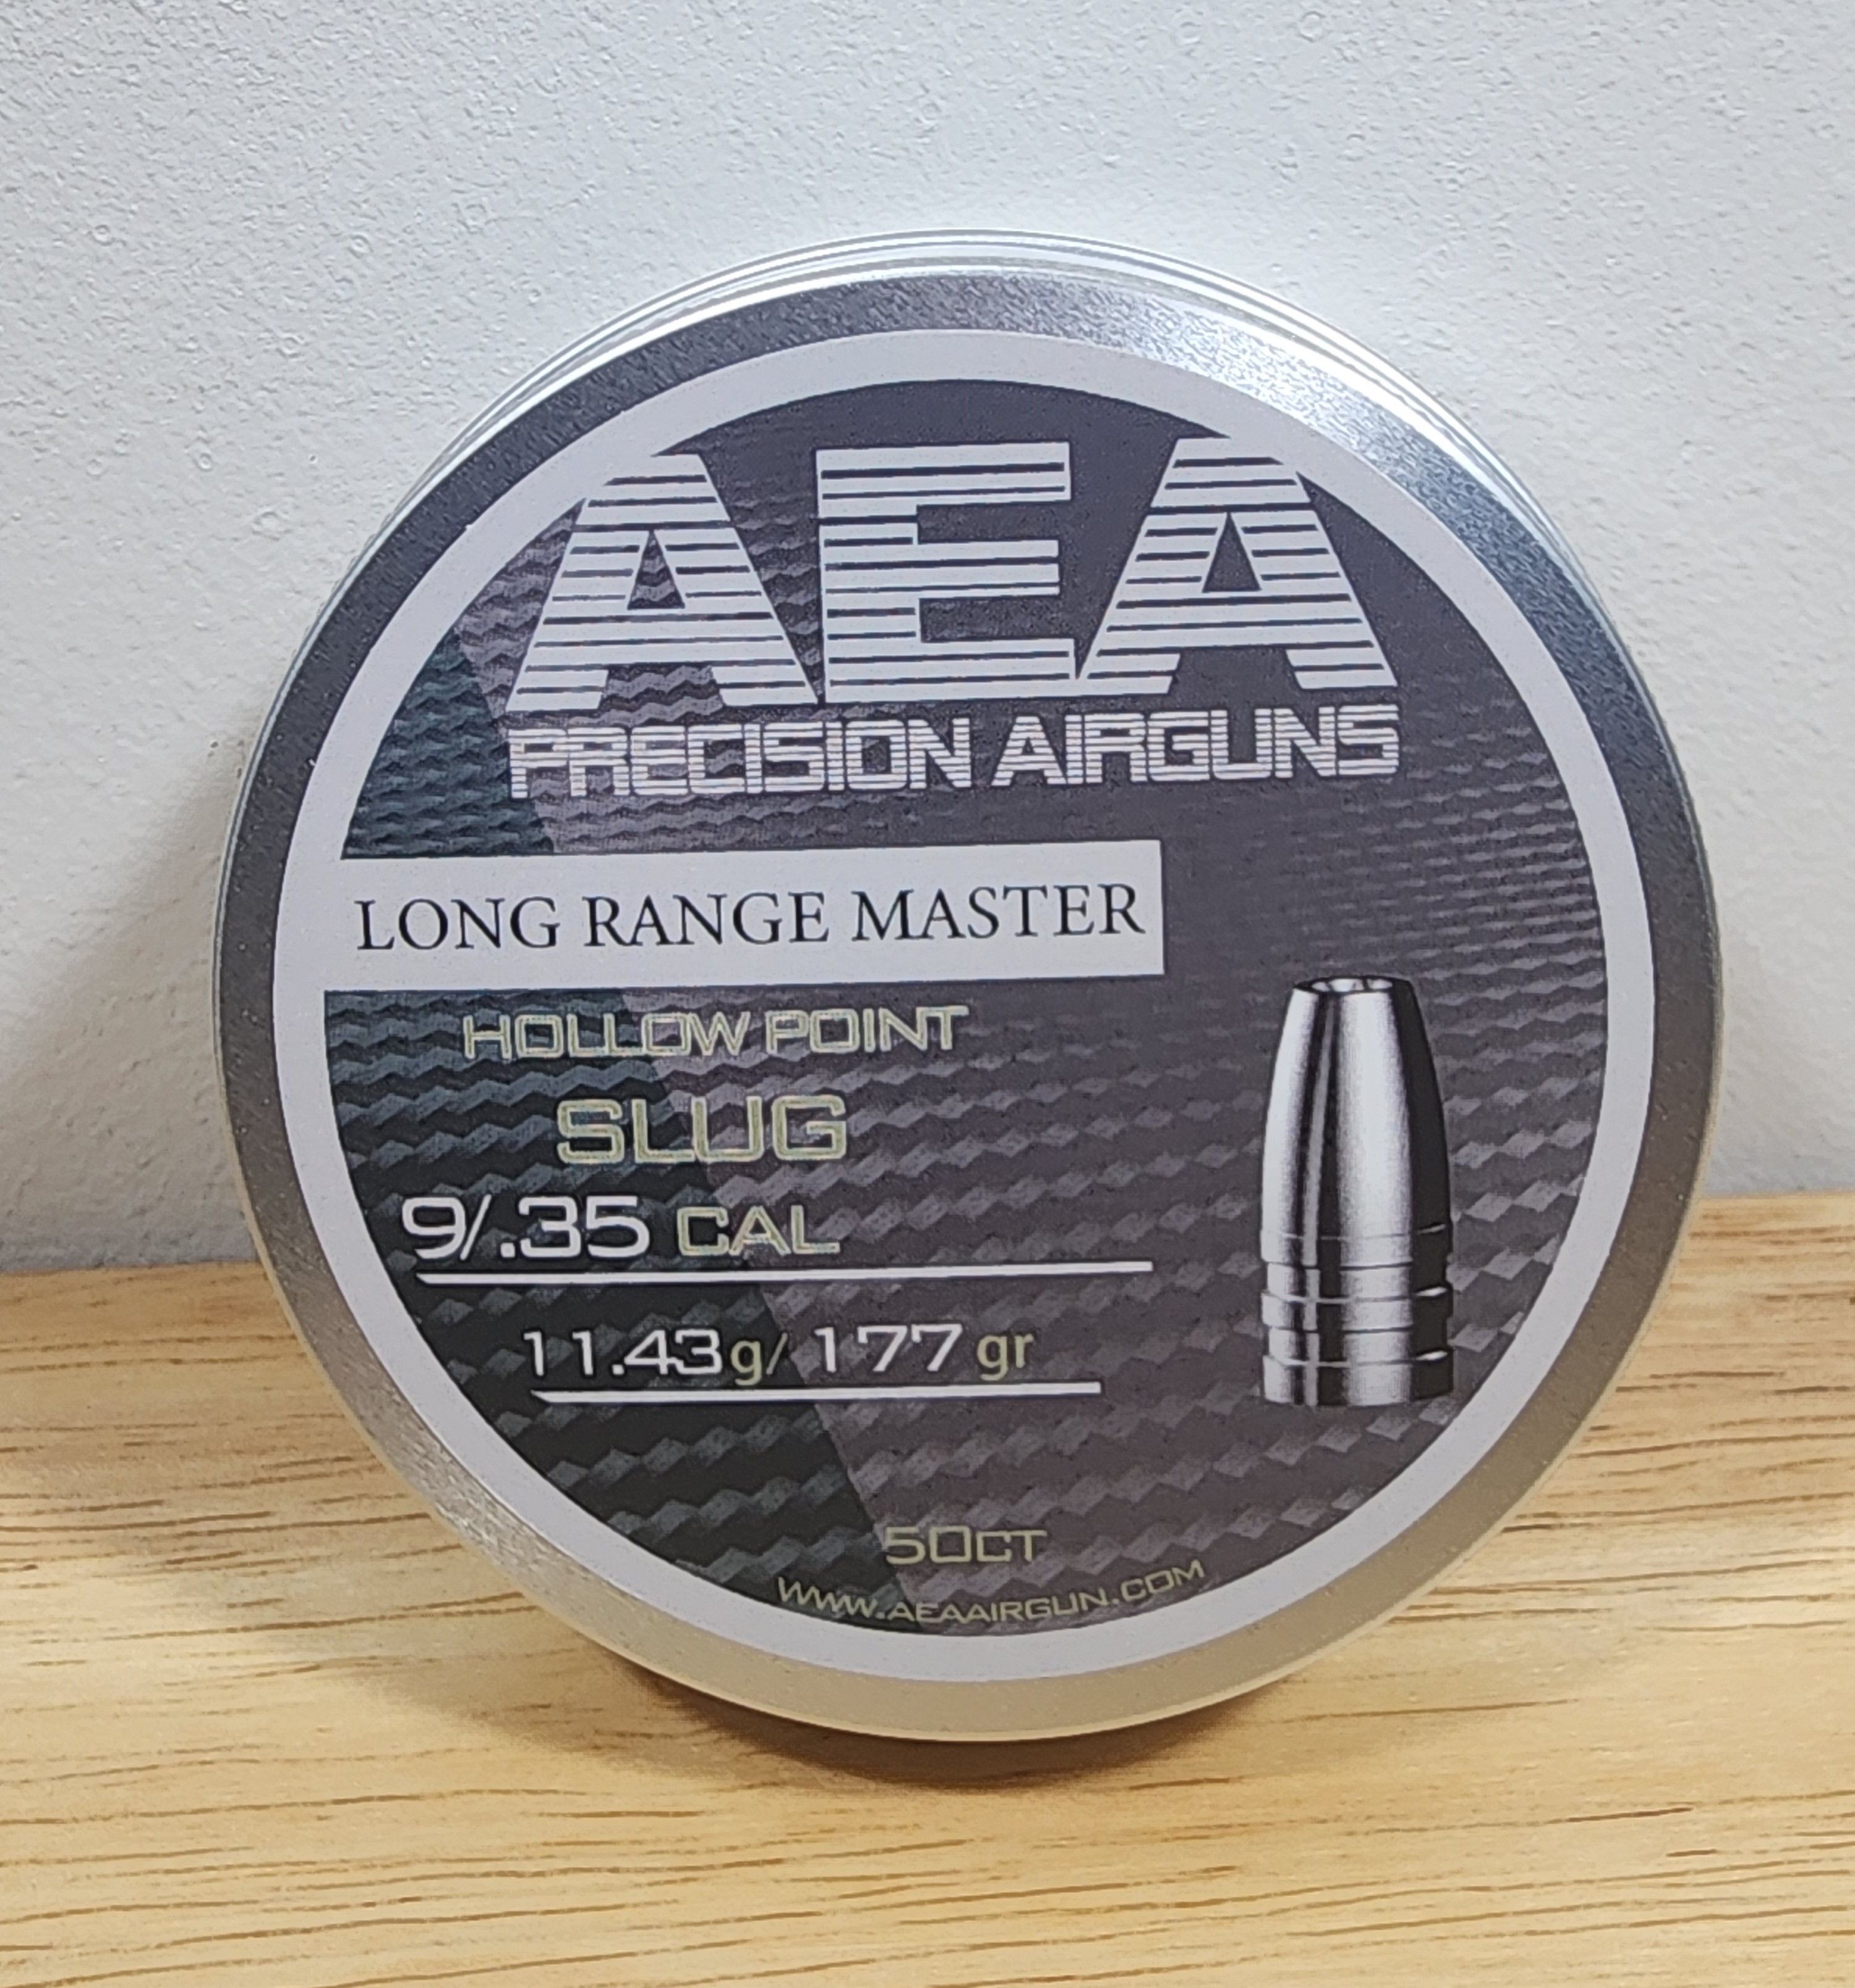 AEA
PRECISION AIRGUNS
LONG RANGE MASTER
HOLLOW POINT
SLUG
9/.35 CAL
11.43g/ 177 gr
50CT
WWW.AEAAIRGUN.COM